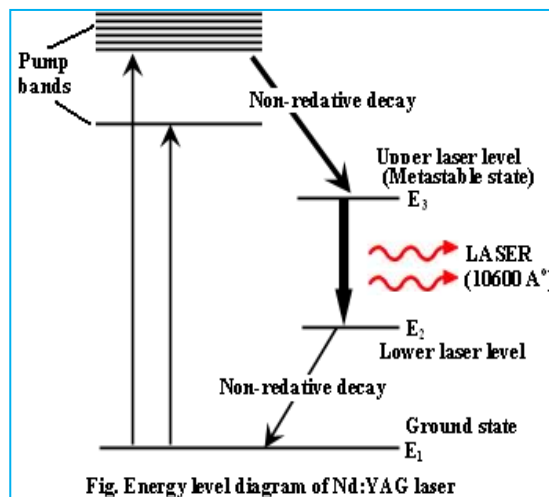 Pump
bands
Non-redative decay
Upper laser level
(Metastable state)
E3
LASER
(10600 A°)
E2
Lower laser level
Non-redative decay
Ground state
E1
Fig. Energy level diagram of Nd:YAG laser